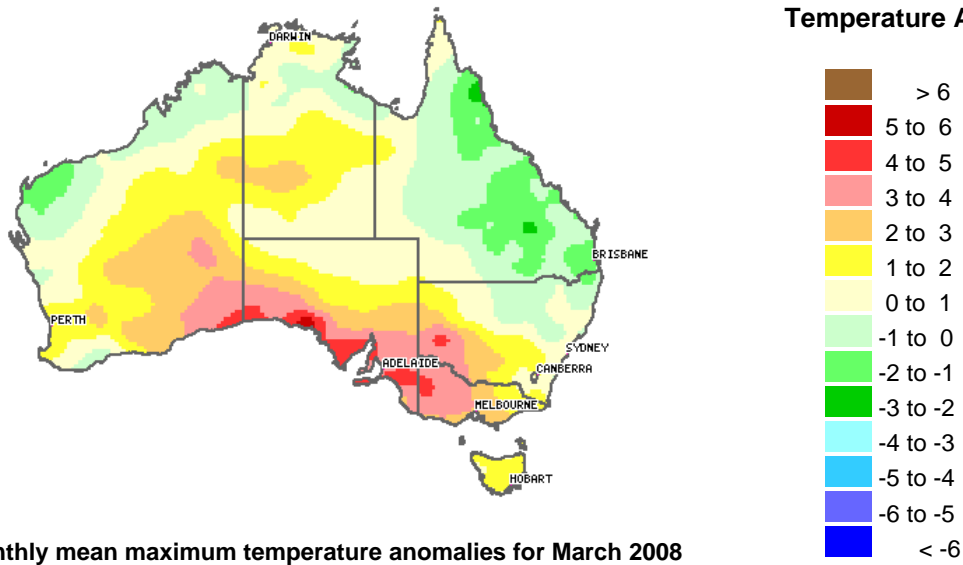 Temperature A
DARWIN
> 6
5 to 6
4 to 5
3 to 4
2 to 3
BRISBANE
1 to 2
0 to 1
PERTH
-1 to 0
SYDNEY
ADELAIDE
CANBERRA
-2 to -1
MELBOURNE
-3 to -2
-4 to -3
HOBART
-5 to -4
-6 to -5
< -6
nthly mean maximum temperature anomalies for March 2008